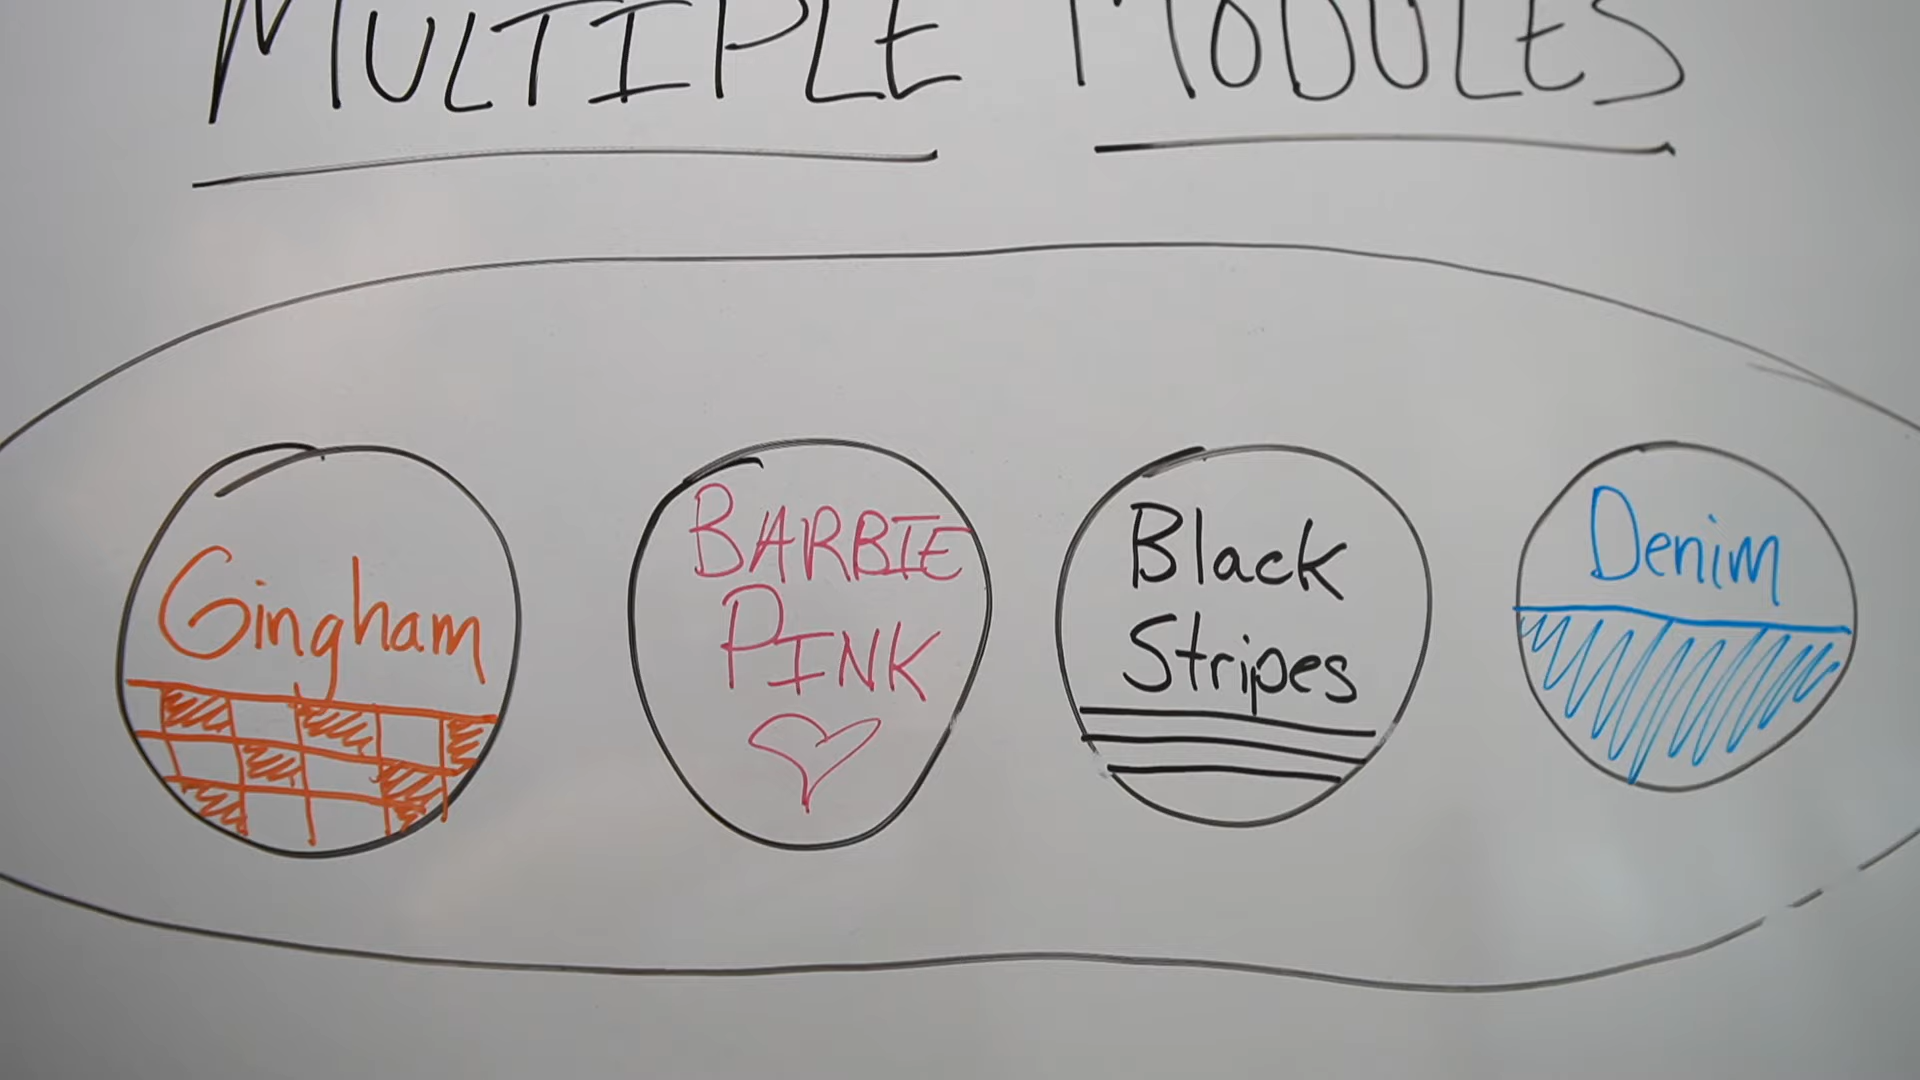 MULTIPLE MODULES
Gingham
BARBIE
PINK
Black
Stripes
Denim